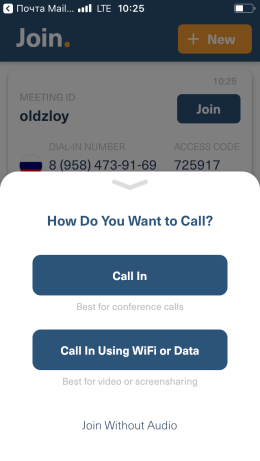 Почта Mail... LTE 10:25
Join.
+ New
10:25
MEETING ID
oldzloy
Join
DIAL-IN NUMBER ACCESS CODE
8 (958) 473-91-69 725917
How Do You Want to Call?
Call In
Best for conference calls
Call In Using WiFi or Data
Best for video or screensharing
Join Without Audio